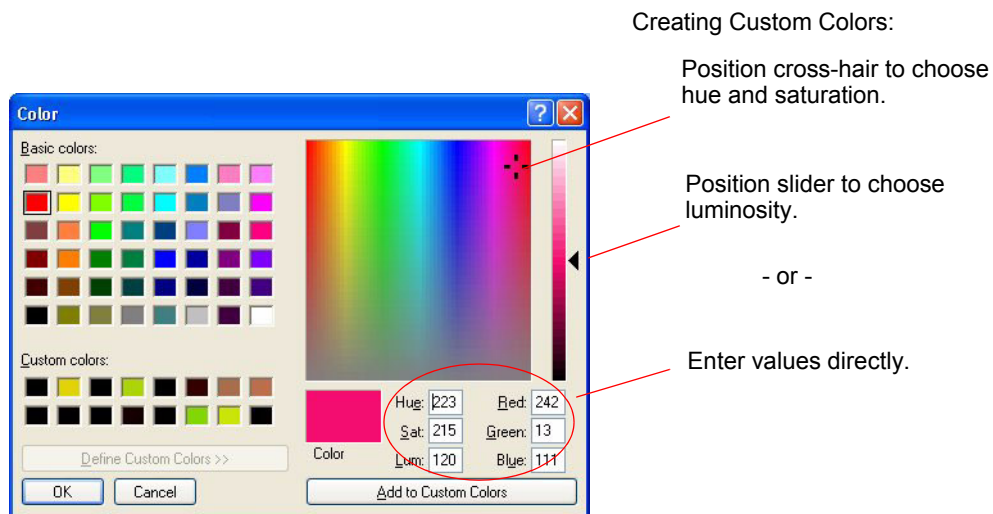 Creating Custom Colors:
Position cross-hair to choose
hue and saturation.
Color
Basic colors:
Position slider to choose
luminosity.
- or -
Custom colors:
Enter values directly.
Hue: 223 Red: 242
Sat: 215 Green: 13
Lum: 120 Blue: 111
Color
Define Custom Colors >>
OK Cancel Add to Custom Colors